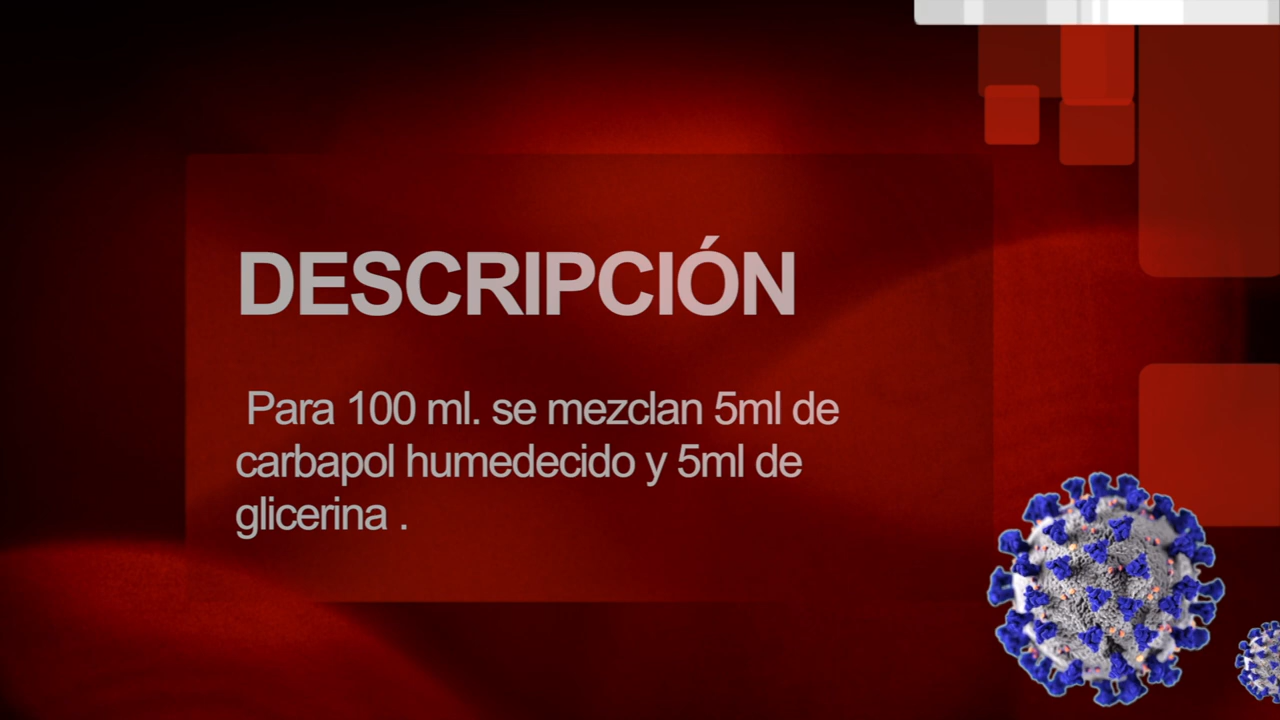 DESCRIPCIÓN
Para 100 ml. se mezclan 5ml de
carbapol humedecido y 5ml de
glicerina .